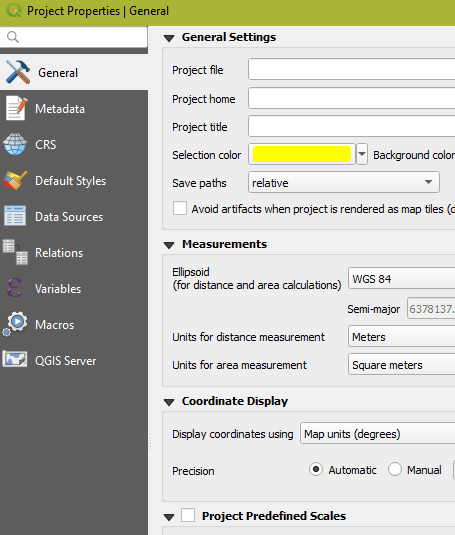 Project Properties | General
General
Metadata
CRS
Default Styles
Data Sources
Relations
Variables
Macros
QGIS Server
General Settings
Project file
Project home
Project title
Selection color
Background color
Save paths
relative
Avoid artifacts when project is rendered as map tiles (d
Measurements
Ellipsoid
(for distance and area calculations)
WGS 84
Semi-major
6378137.
Units for distance measurement
Meters
Units for area measurement
Square meters
Coordinate Display
Display coordinates using
Map units (degrees)
Precision
Automatic
Manual
Project Predefined Scales